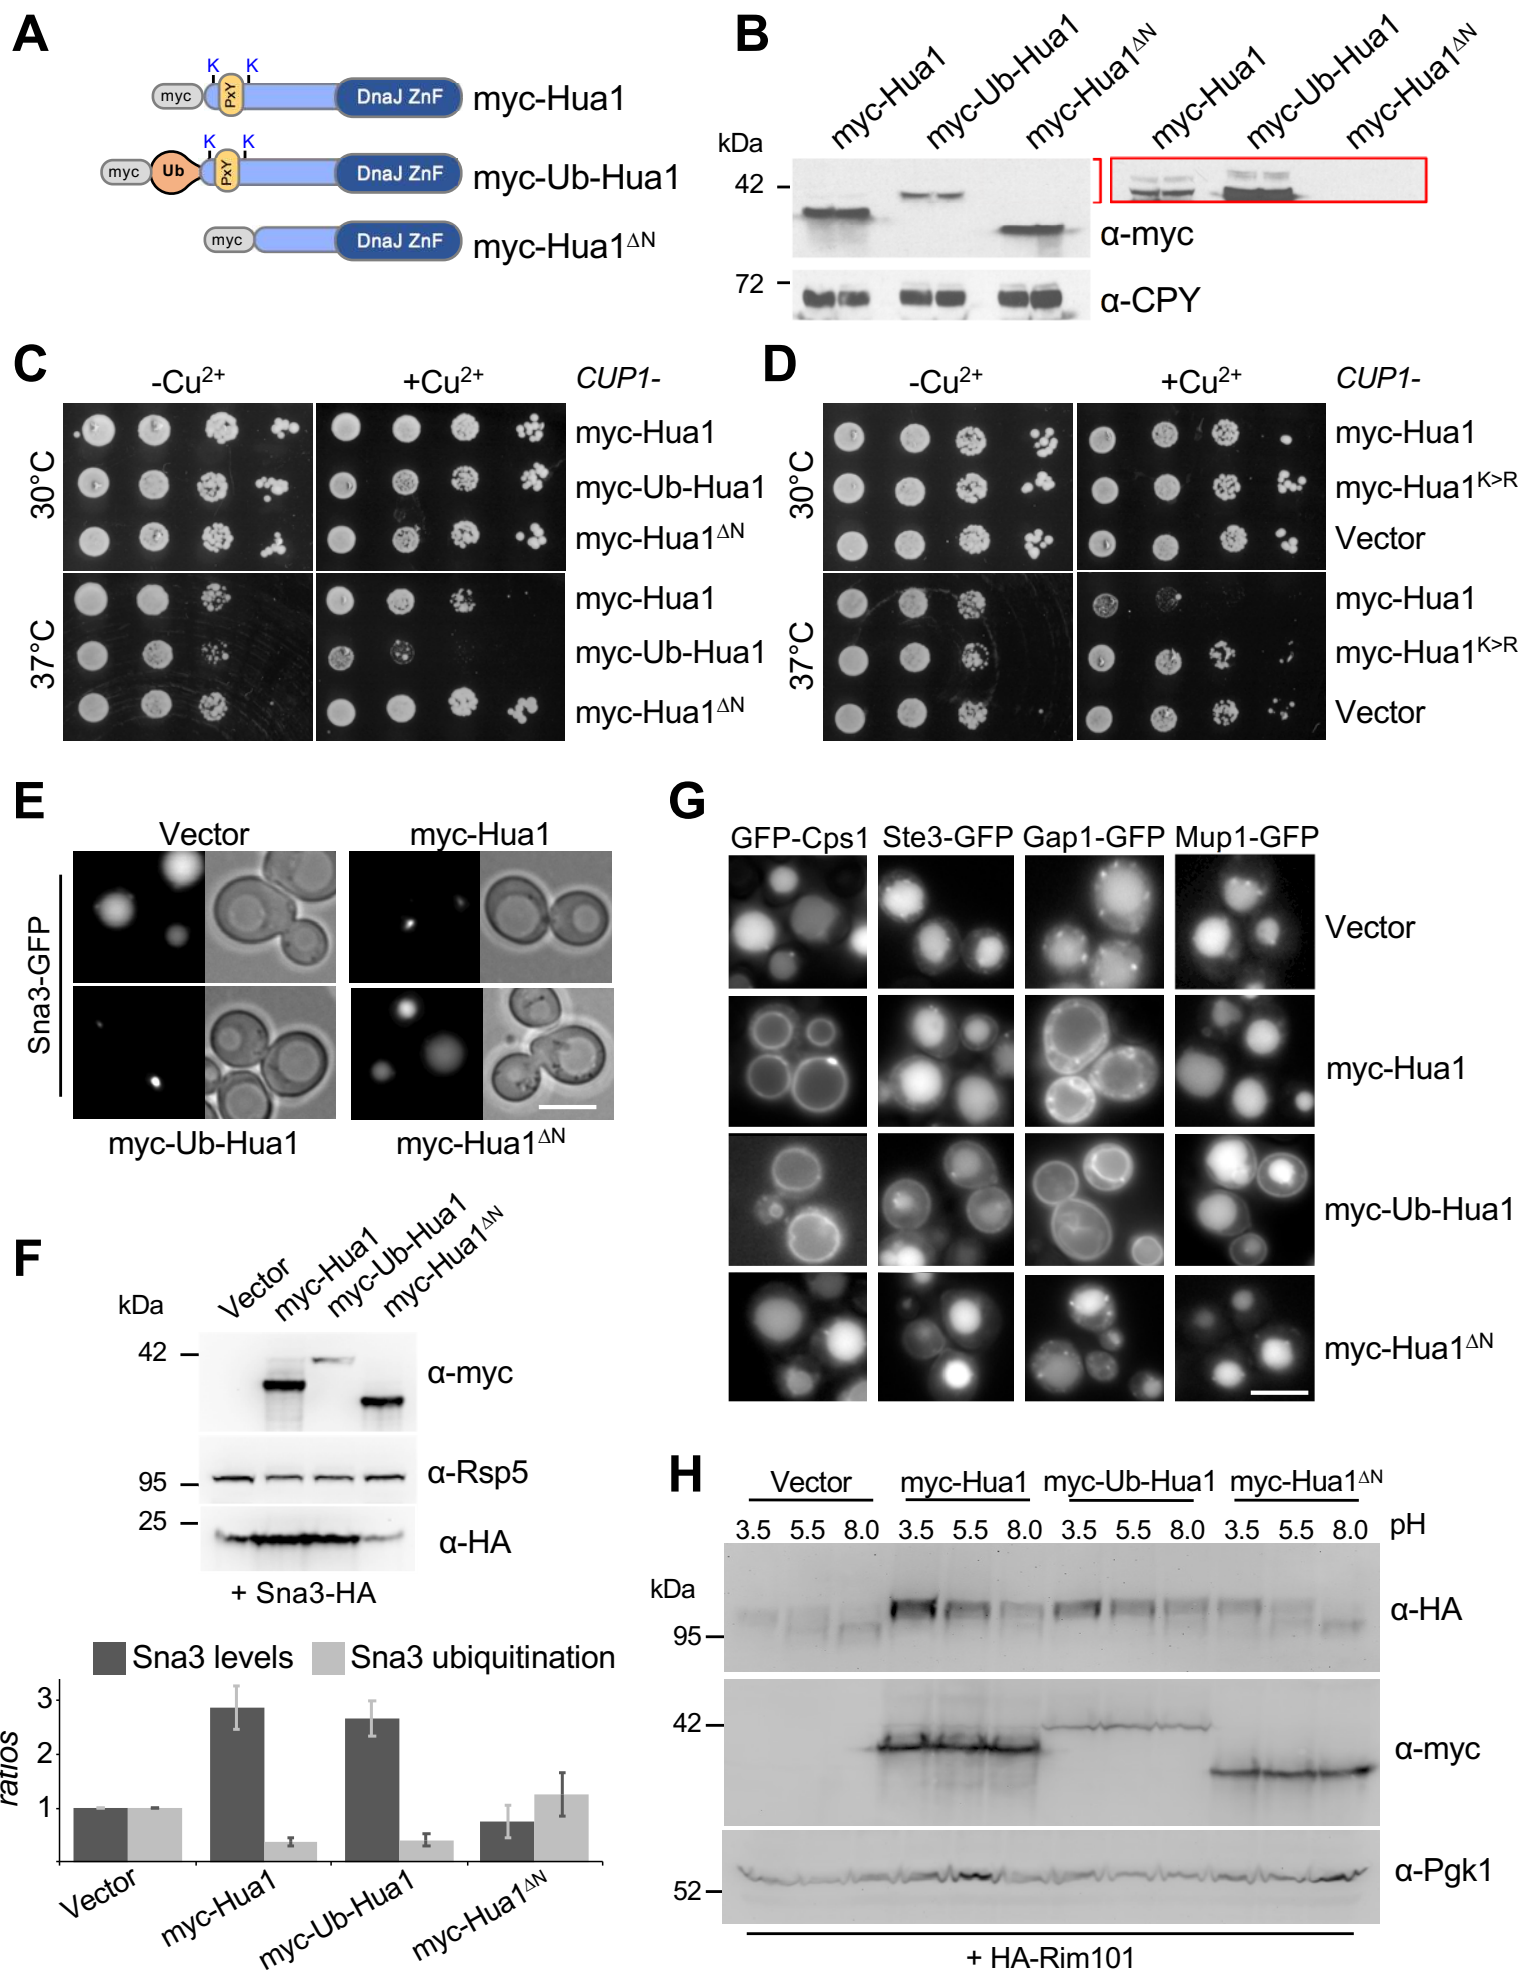 A
K K
myc PxY DnaJ ZnF myc-Hua1
K K
myc Ub PxY DnaJ ZnF myc-Ub-Hua1
myc DnaJ ZnF myc-Hua1ΔN
B
myc-Hua1 myc-Ub-Hua1 myc-Hua1ΔN myc-Hua1 myc-Ub-Hua1 myc-Hua1ΔN
kDa
42
α-myc
72
α-CPY
C
-Cu2+ +Cu2+ CUP1-
30°C
myc-Hua1
myc-Ub-Hua1
myc-Hua1ΔN
37°C
myc-Hua1
myc-Ub-Hua1
myc-Hua1ΔN
D
-Cu2+ +Cu2+ CUP1-
30°C
myc-Hua1
myc-Hua1K>R
Vector
37°C
myc-Hua1
myc-Hua1K>R
Vector
E
Vector myc-Hua1
Sna3-GFP
myc-Ub-Hua1 myc-Hua1ΔN
F
Vector myc-Hua1 myc-Ub-Hua1 myc-Hua1ΔN
kDa
42
α-myc
95
α-Rsp5
25
α-HA
+ Sna3-HA
Sna3 levels Sna3 ubiquitination
ratios
3
2
1
Vector myc-Hua1 myc-Ub-Hua1 myc-Hua1ΔN
G
GFP-Cps1 Ste3-GFP Gap1-GFP Mup1-GFP
Vector
myc-Hua1
myc-Ub-Hua1
myc-Hua1ΔN
H
Vector myc-Hua1 myc-Ub-Hua1 myc-Hua1ΔN
3.5 5.5 8.0 3.5 5.5 8.0 3.5 5.5 8.0 3.5 5.5 8.0 pH
kDa
95
α-HA
42
α-myc
52
α-Pgk1
+ HA-Rim101